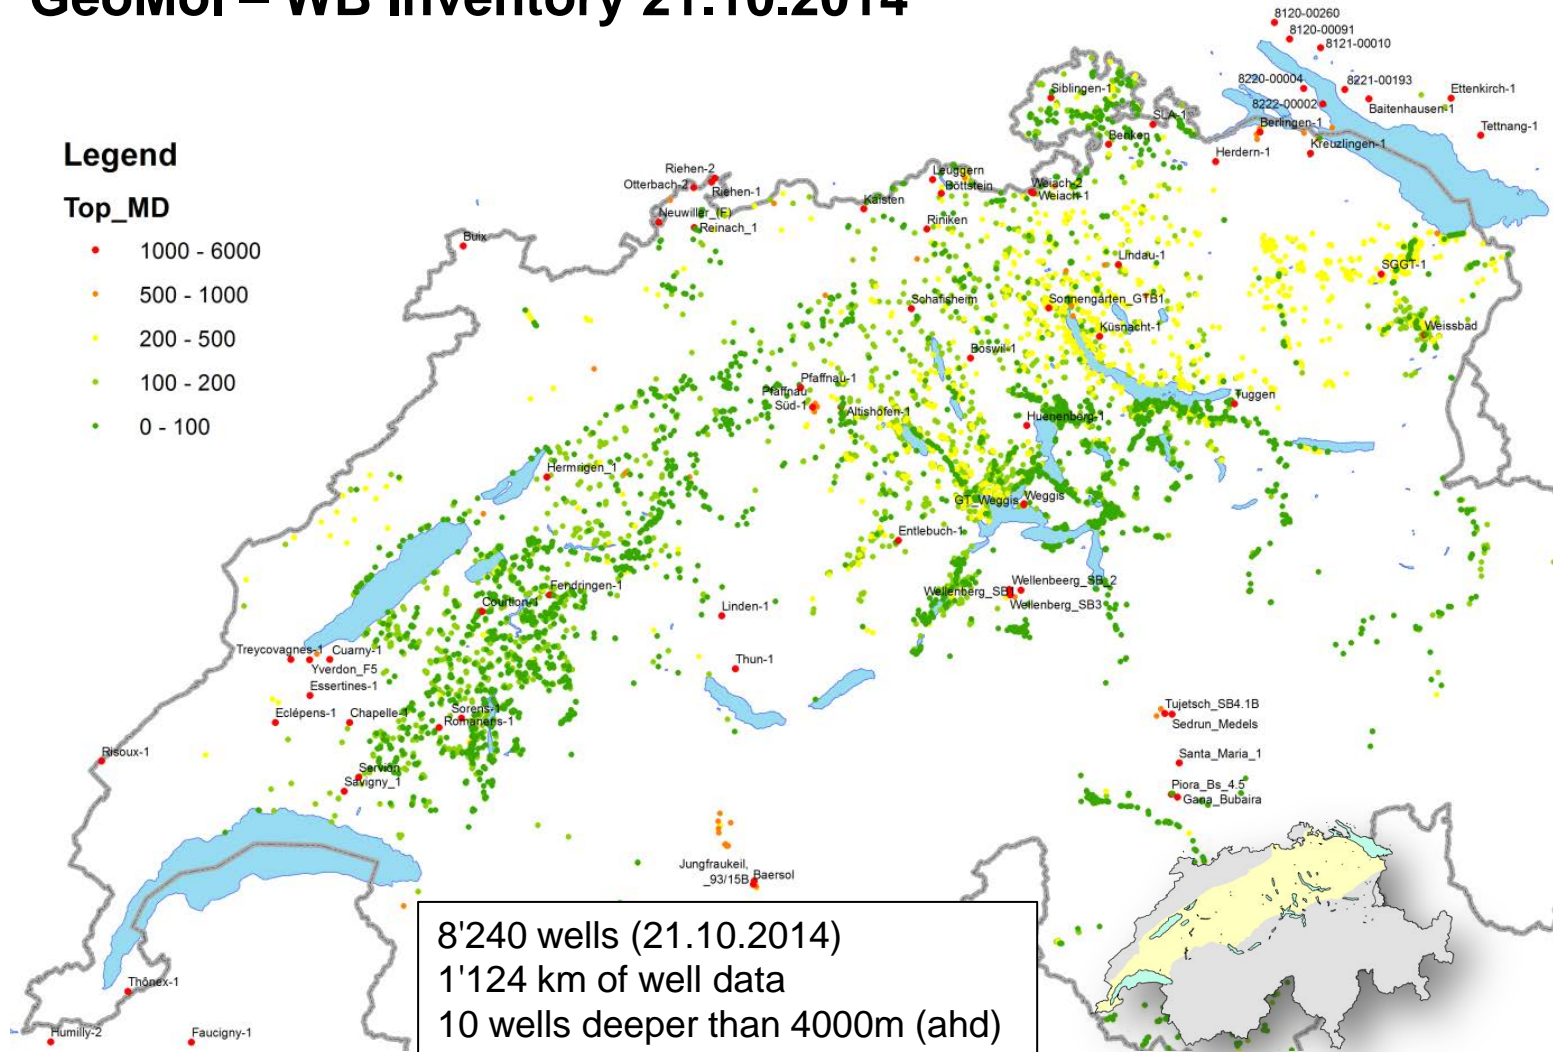 GeoMol – WB Inventory 21.10.2014
8120-00260
8120-00091
8121-00010
8220-00004
8221-00193
Ettenkirch-1
8222-00002
Baitenhausen-1
Siblingen-1
SLA-1
Berlingen-1
Tettnang-1
Benken
Kreuzlingen-1
Herdern-1
Legend
Top_MD
1000 - 6000
500 - 1000
200 - 500
100 - 200
0 - 100
Riehen-2
Otterbach-2
Riehen-1
Leuggern
Böttstein
Weiach-2
Weiach-1
Kaisten
Neuwiller_(F)
Reinach_1
Riniken
Buix
Lindau-1
SGGT-1
Schafisheim
Sonnengarten_GTB1
Küsnacht-1
Weissbad
Boswil-1
Pfaffnau-1
Pfaffnau
Süd-1
Altishofen-1
Tuggen
Huenenberg-1
Hermrigen_1
GT_Weggis
Weggis
Entlebuch-1
Fendringen-1
Wellenbeerg_SB_2
Wellenberg_SB1
Wellenberg_SB3
Courtion-1
Linden-1
Treycovagnes-1
Cuarny-1
Yverdon_F5
Thun-1
Essertines-1
Eclépens-1
Chapelle-1
Sorens-1
Romanens-1
Tujetsch_SB4.1B
Sedrun_Medels
Risoux-1
Santa_Maria_1
Servion
Savigny_1
Piora_Bs_4.5
Gana_Bubaira
Jungfraukeil,
_93/15B
Baersol
8'240 wells (21.10.2014)
1'124 km of well data
10 wells deeper than 4000m (ahd)
Thônex-1
Humilly-2
Faucigny-1